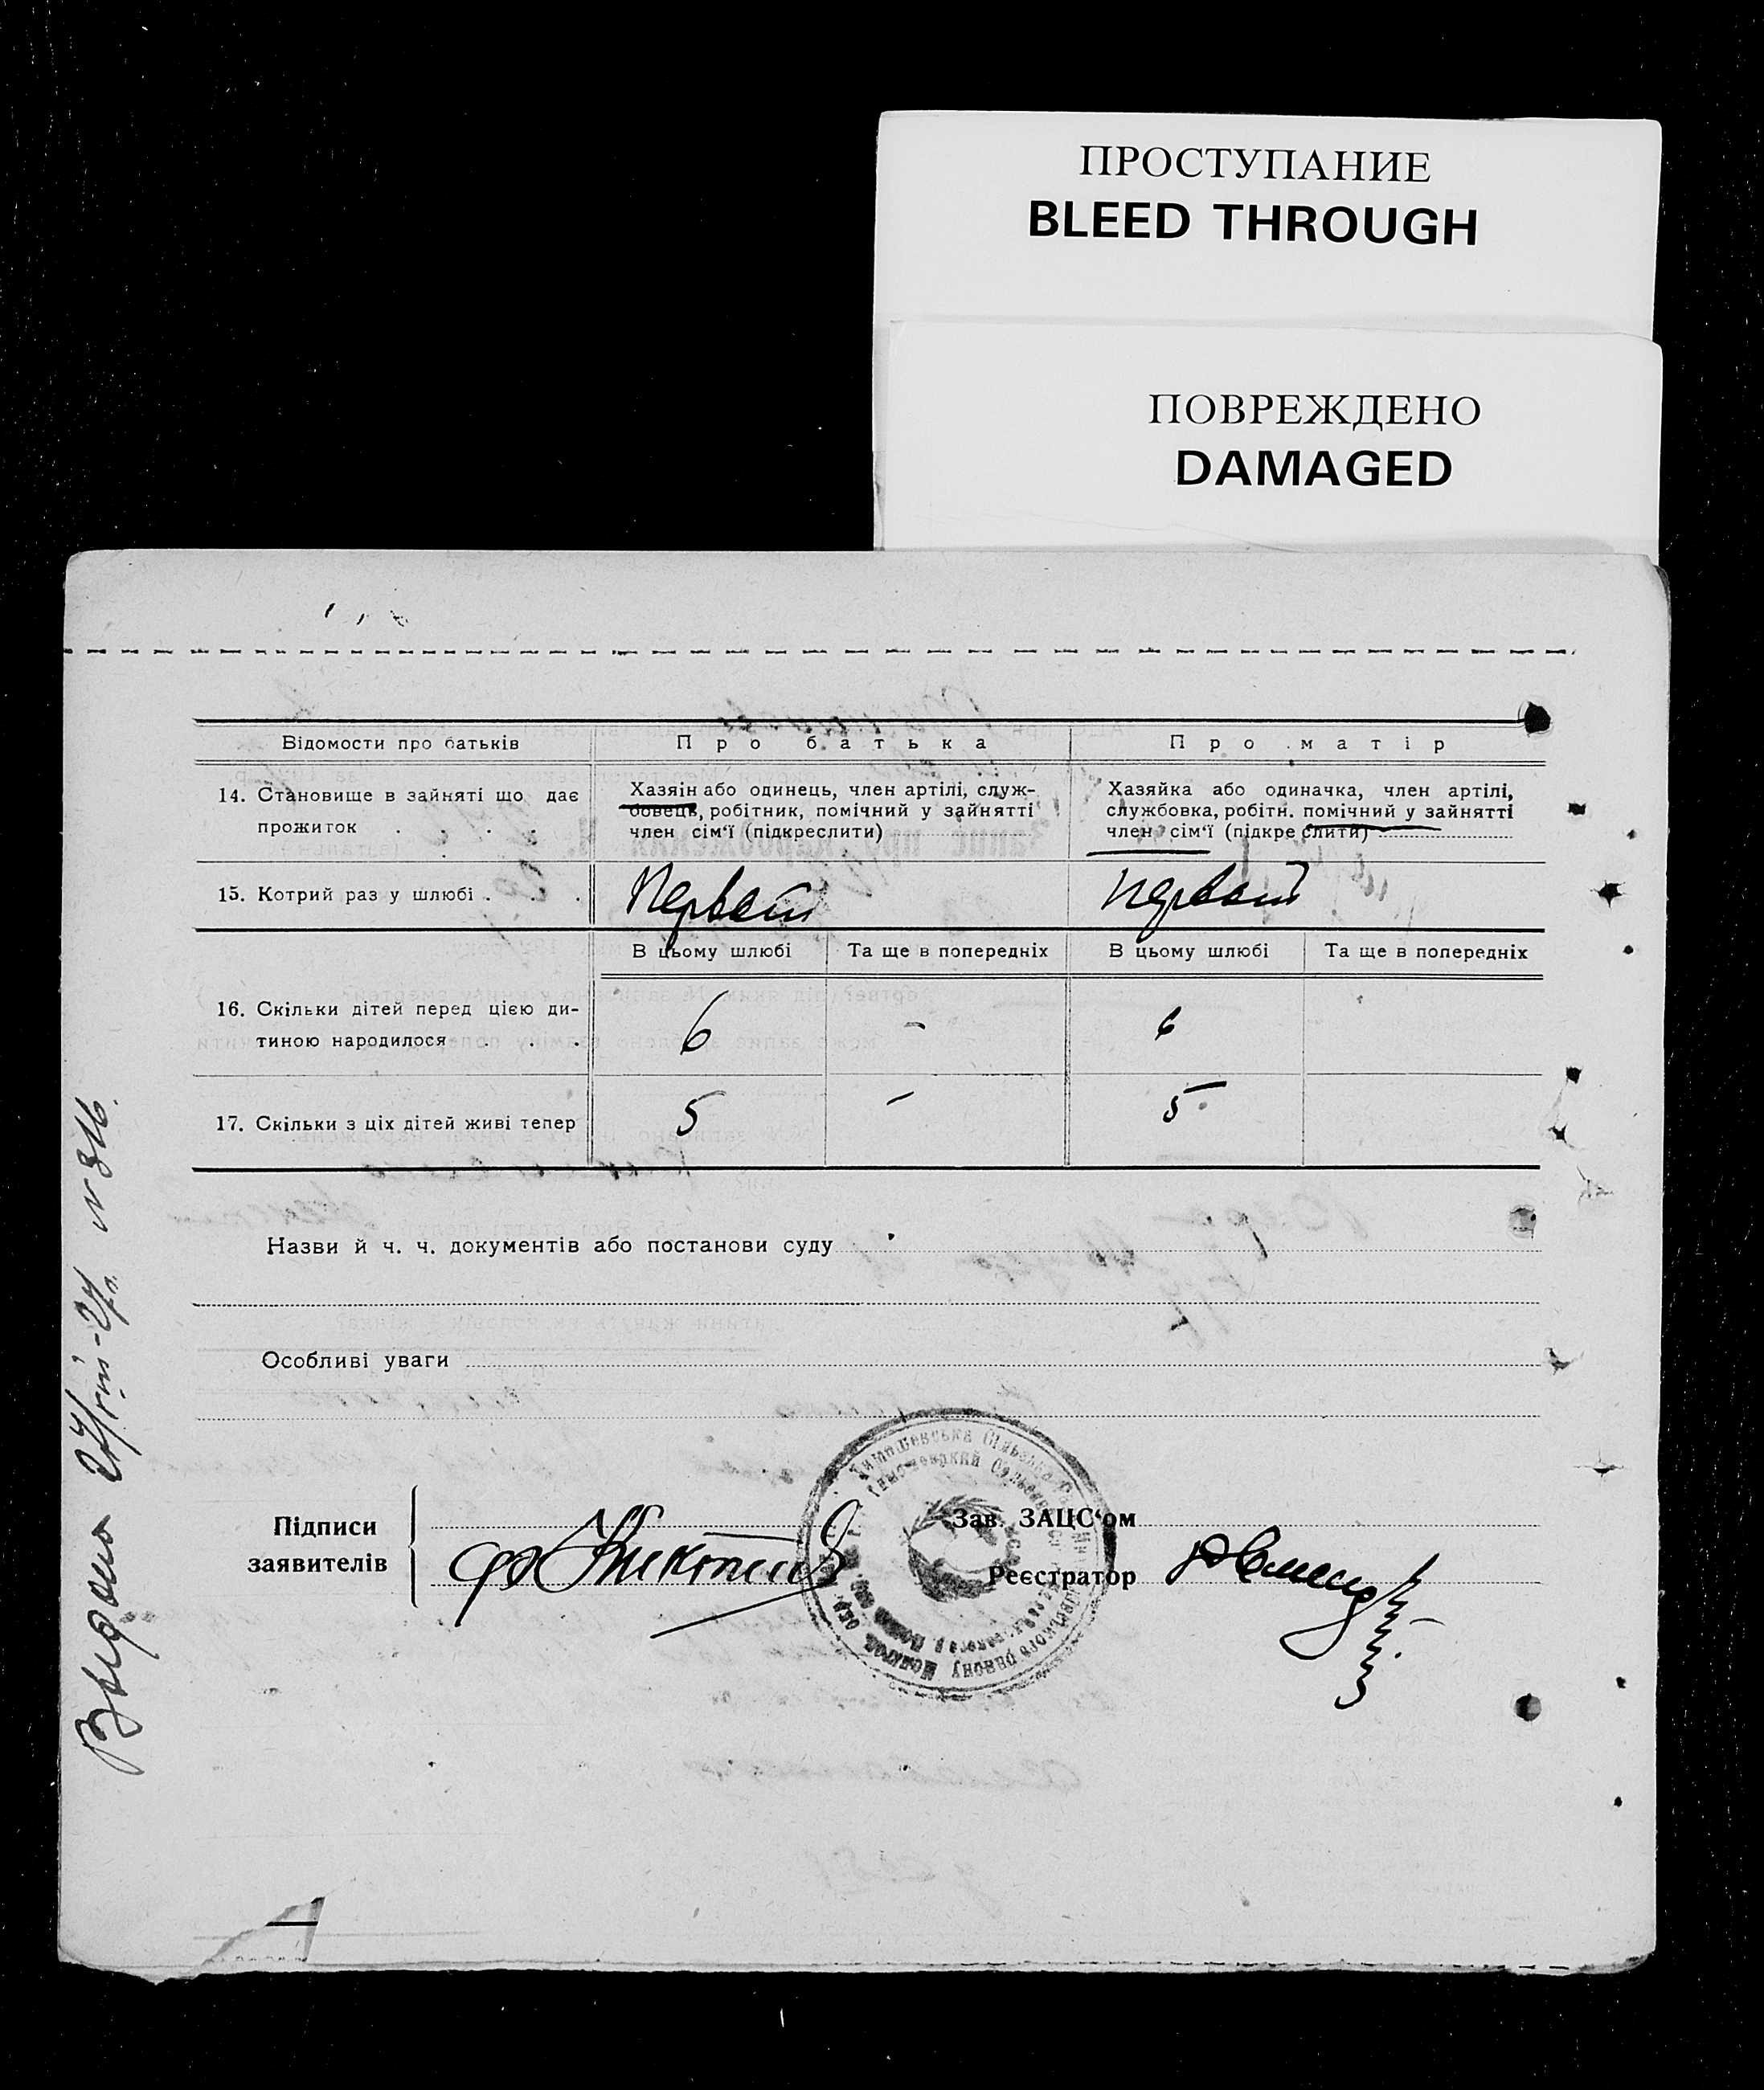 ПРОСТУПАНИЕ
BLEED THROUGH
ПОВРЕЖДЕНО
DAMAGED
Відомости про батьків
Про батька
Про матір
14. Становище в зайняті що дає
прожиток . . . .
Хазяїн або одинець, член артілі, служ-
бовець, робітник, помічний у зайнятті
член сім'ї (підкреслити)
Хазяйка або одиначка, член артілі,
службовка, робітн. помічний у зайнятті
член сім'ї (підкреслити)
15. Котрий раз у шлюбі . . .
Первый
Первый
В цьому шлюбі
Та ще в попередніх
В цьому шлюбі
Та ще в попередніх
16. Скільки дітей перед цією ди-
тиною народилося . . .
6
–
6
17. Скільки з ціх дітей живі тепер
5
–
5
Назви й ч. ч. документів або постанови суду
Особливі уваги
Підписи
заявителів
Зав. ЗАЦС'ом
Реєстратор
Выдано
N 316